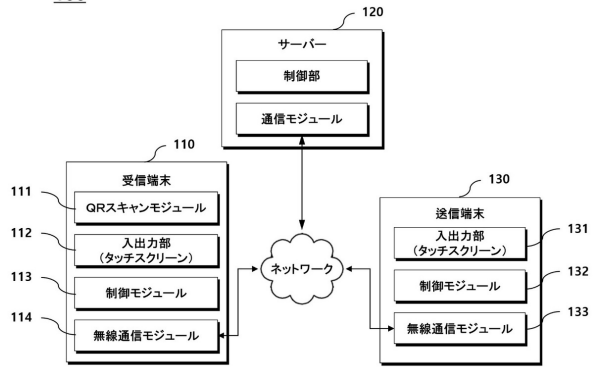 120
サーバー
制御部
通信モジュール
110
受信端末
111
QRスキャンモジュール
112
入出力部
(タッチスクリーン)
113
制御モジュール
114
無線通信モジュール
ネットワーク
130
送信端末
131
入出力部
(タッチスクリーン)
132
制御モジュール
133
無線通信モジュール